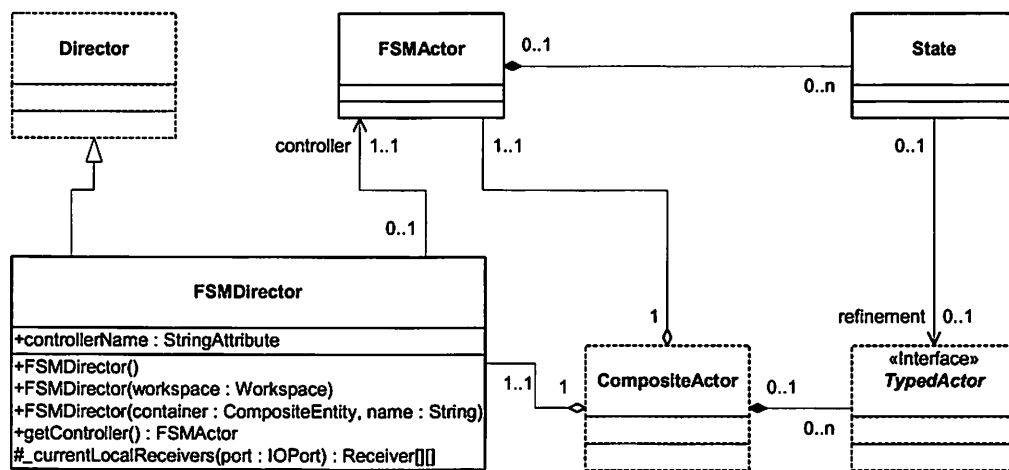 Director
FSMActor
State
0..1
0..n
controller
1..1
1..1
0..1
0..1
FSMDirector
+controllerName : StringAttribute
+FSMDirector()
+FSMDirector(workspace : Workspace)
+FSMDirector(container : CompositeEntity, name : String)
+getController() : FSMActor
#_currentLocalReceivers(port : IOPort) : Receiver[][]
1..1
1
1
CompositeActor
0..1
0..n
refinement
0..1
«Interface»
TypedActor